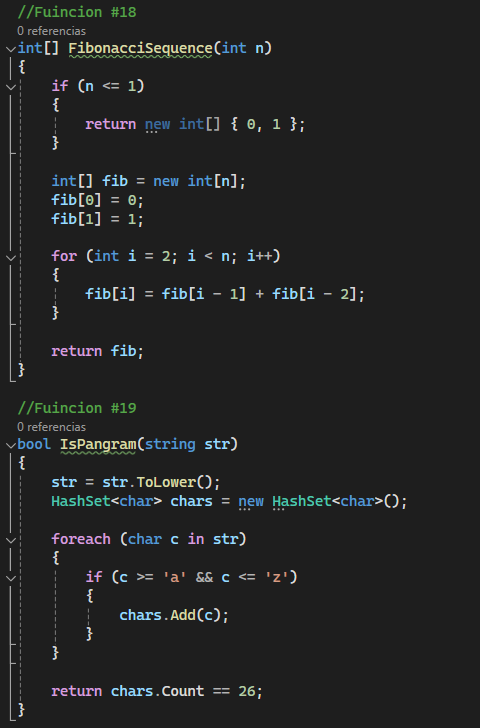 //Fuincion #18
0 referencias
int[] FibonacciSequence(int n)
{
    if (n <= 1)
    {
        return new int[] { 0, 1 };
    }

    int[] fib = new int[n];
    fib[0] = 0;
    fib[1] = 1;

    for (int i = 2; i < n; i++)
    {
        fib[i] = fib[i - 1] + fib[i - 2];
    }

    return fib;
}

//Fuincion #19
0 referencias
bool IsPangram(string str)
{
    str = str.ToLower();
    HashSet<char> chars = new HashSet<char>();

    foreach (char c in str)
    {
        if (c >= 'a' && c <= 'z')
        {
            chars.Add(c);
        }
    }

    return chars.Count == 26;
}